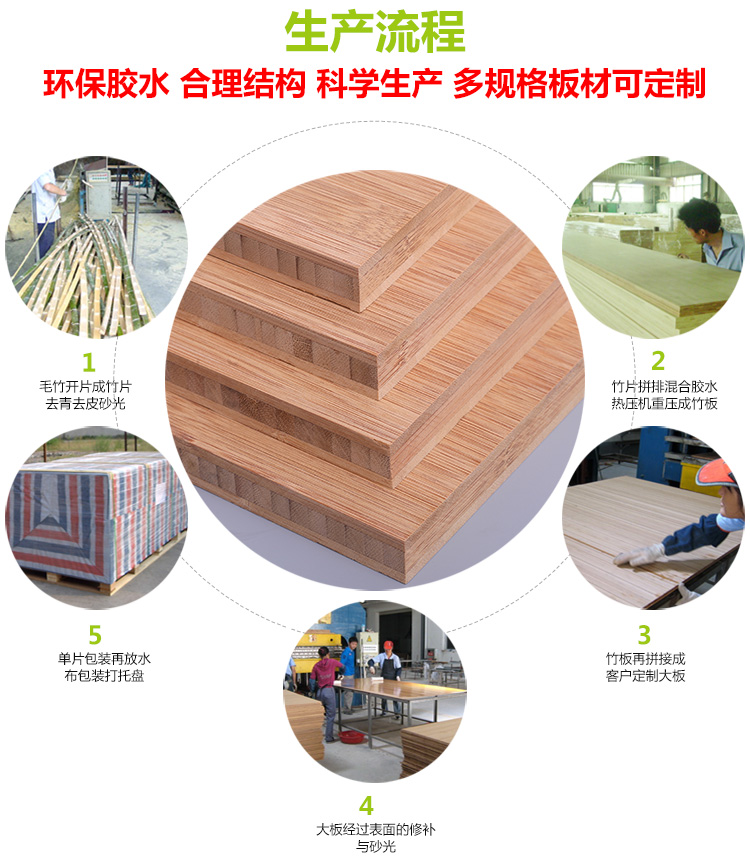 生产流程
环保胶水 合理结构 科学生产 多规格板材可定制
1
毛竹开片成竹片
去青去皮砂光
2
竹片拼排混合胶水
热压机重压成竹板
3
竹板再拼接成
客户定制大板
4
大板经过表面的修补
与砂光
5
单片包装再放水
布包装打托盘